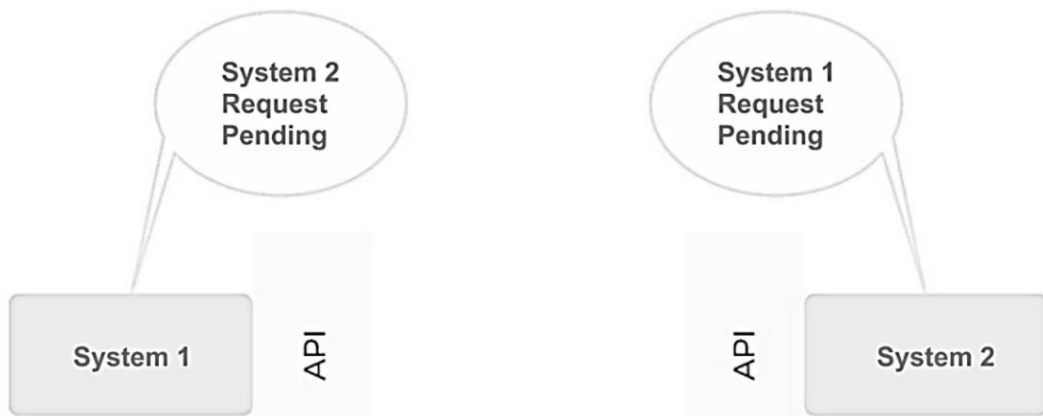 System 2
Request
Pending
System 1
Request
Pending
System 1
API
API
System 2